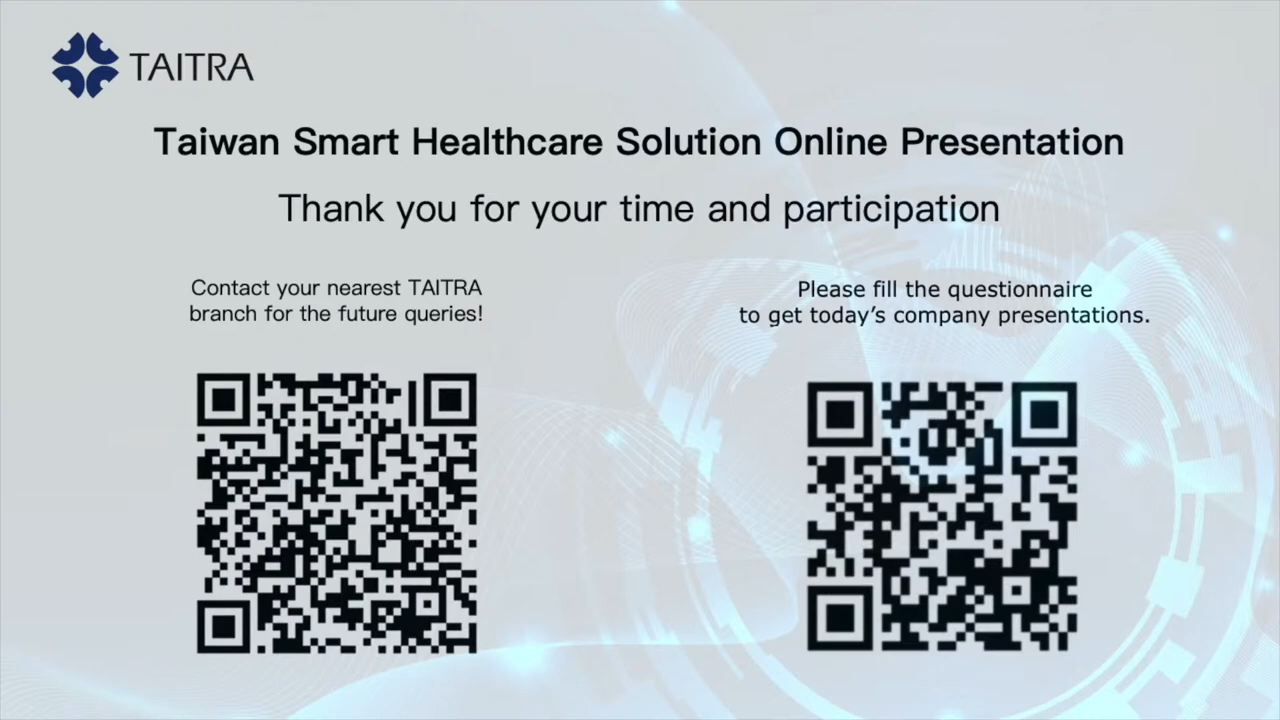 TAITRA
Taiwan Smart Healthcare Solution Online Presentation
Thank you for your time and participation
Contact your nearest TAITRA
branch for the future queries!
Please fill the questionnaire
to get today's company presentations.